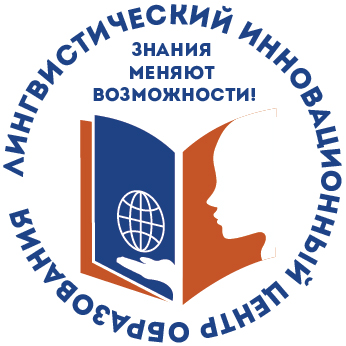 ЛИНГВИСТИЧЕСКИЙ ИННОВАЦИОННЫЙ ЦЕНТР ОБРАЗОВАНИЯ
ЗНАНИЯ
МЕНЯЮТ
ВОЗМОЖНОСТИ!